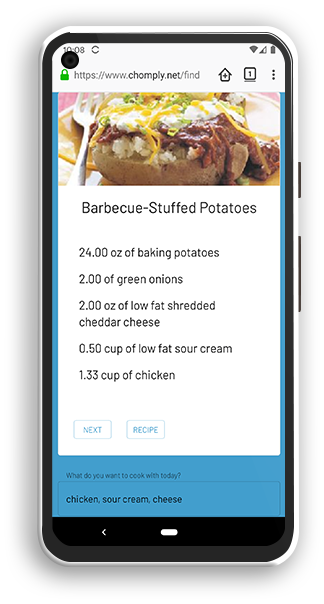 10:08
https://www.chomply.net/find
1
Barbecue-Stuffed Potatoes
24.00 oz of baking potatoes
2.00 of green onions
2.00 oz of low fat shredded
cheddar cheese
0.50 cup of low fat sour cream
1.33 cup of chicken
NEXT
RECIPE
What do you want to cook with today?
chicken, sour cream, cheese